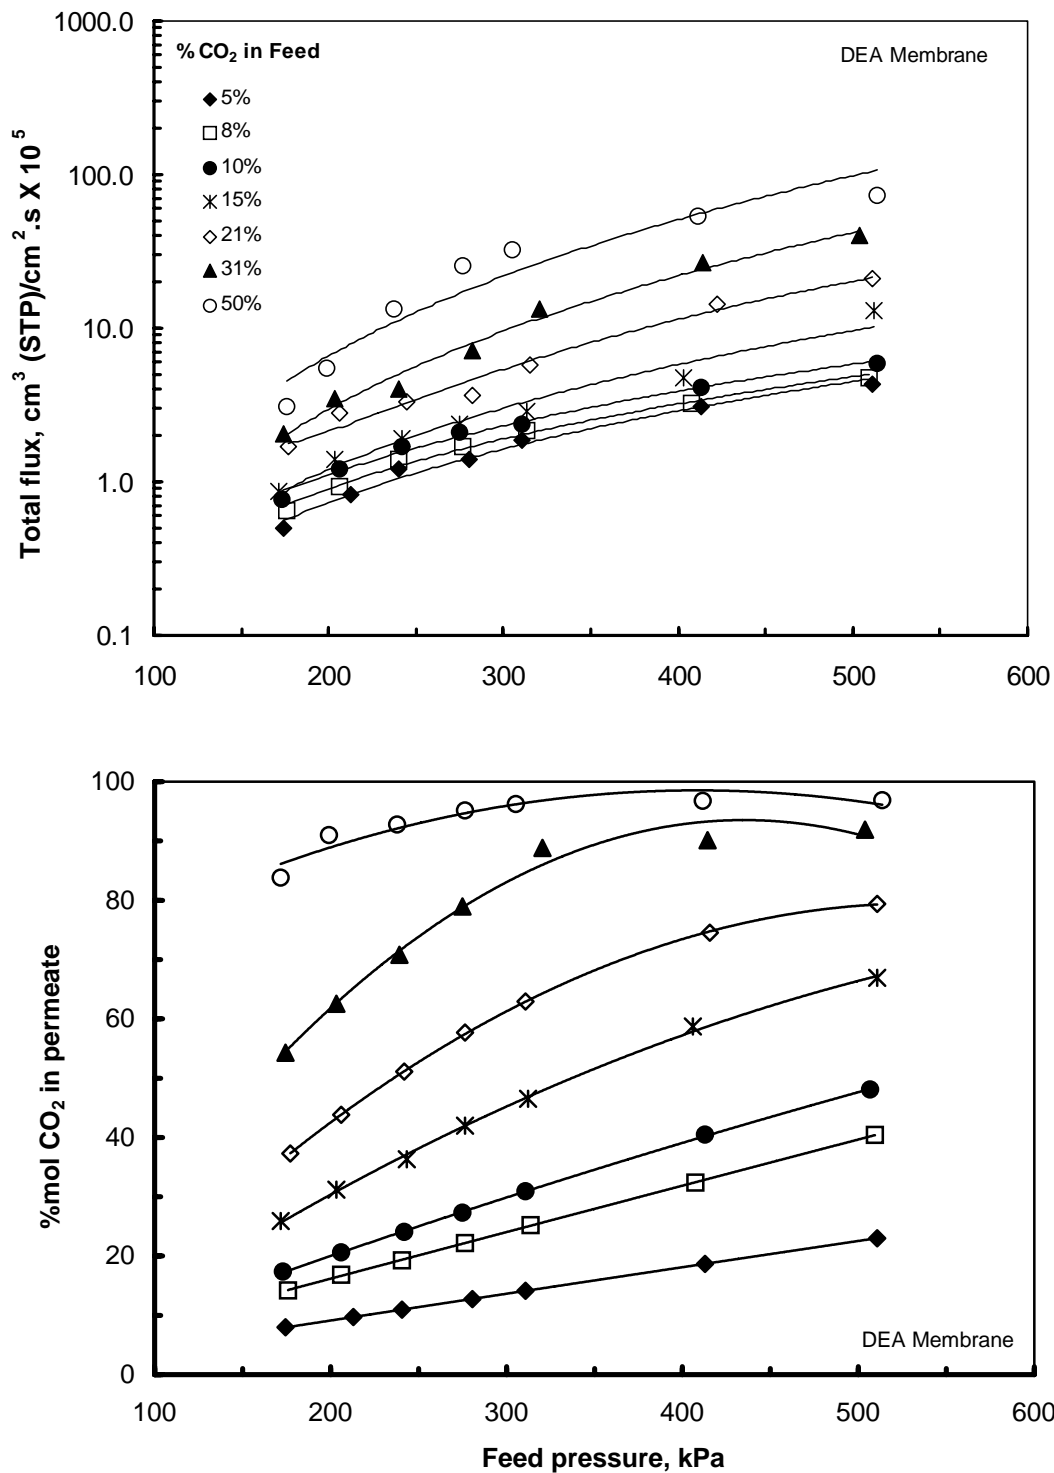 1000.0
% CO₂ in Feed
DEA Membrane
5%
8%
10%
15%
21%
31%
50%
100.0
10.0
1.0
0.1
Total flux, cm³ (STP)/cm².s X 10⁵
100 200 300 400 500 600
100
80
60
40
20
0
%mol CO₂ in permeate
DEA Membrane
100 200 300 400 500 600
Feed pressure, kPa